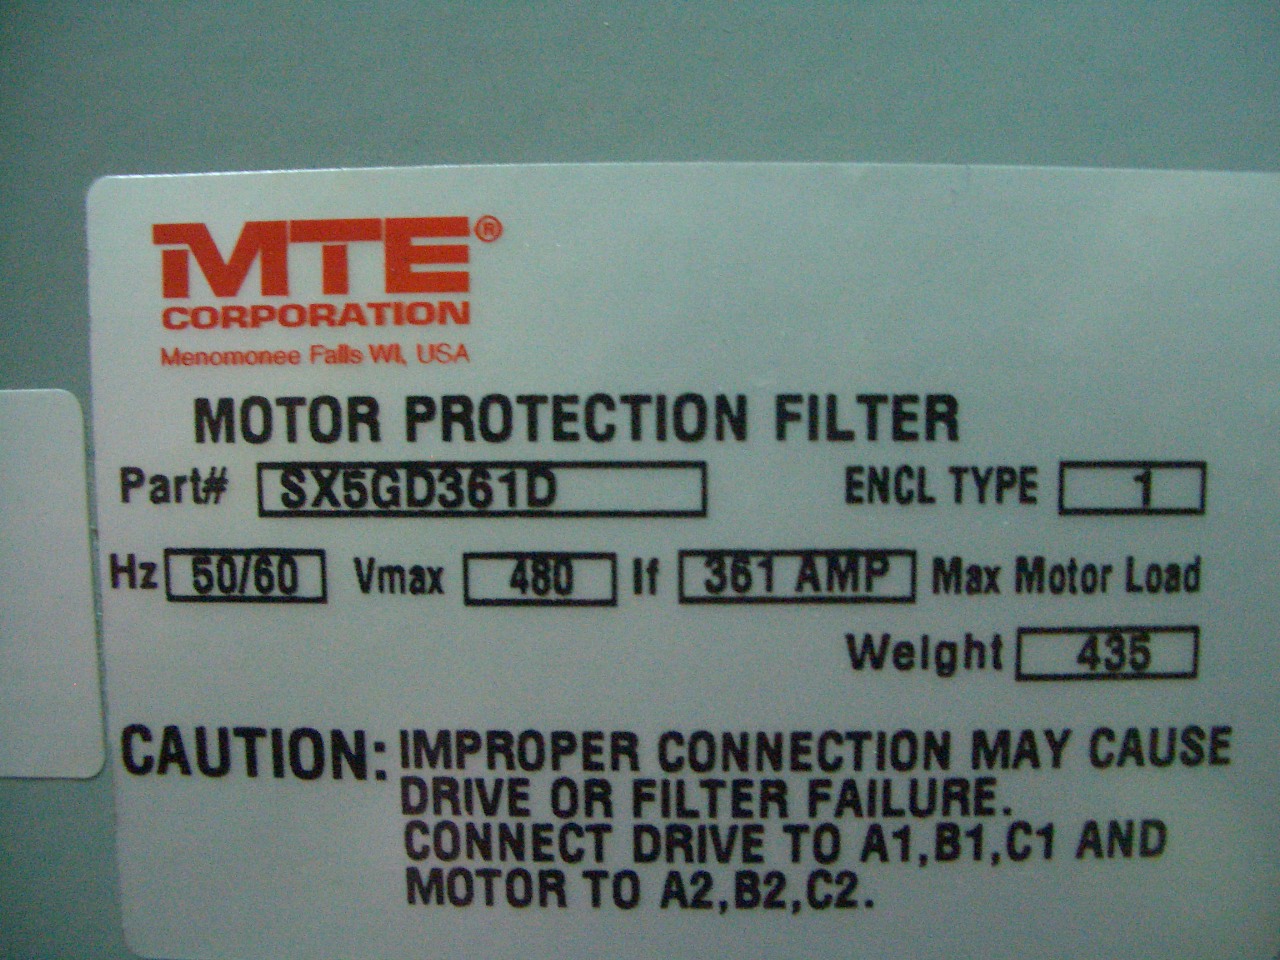 MTE®
CORPORATION
Menomonee Falls WI, USA
MOTOR PROTECTION FILTER
Part# SX5GD361D ENCL TYPE 1
Hz 50/60 Vmax 480 If 361 AMP Max Motor Load
Weight 435
CAUTION: IMPROPER CONNECTION MAY CAUSE
DRIVE OR FILTER FAILURE.
CONNECT DRIVE TO A1,B1,C1 AND
MOTOR TO A2,B2,C2.